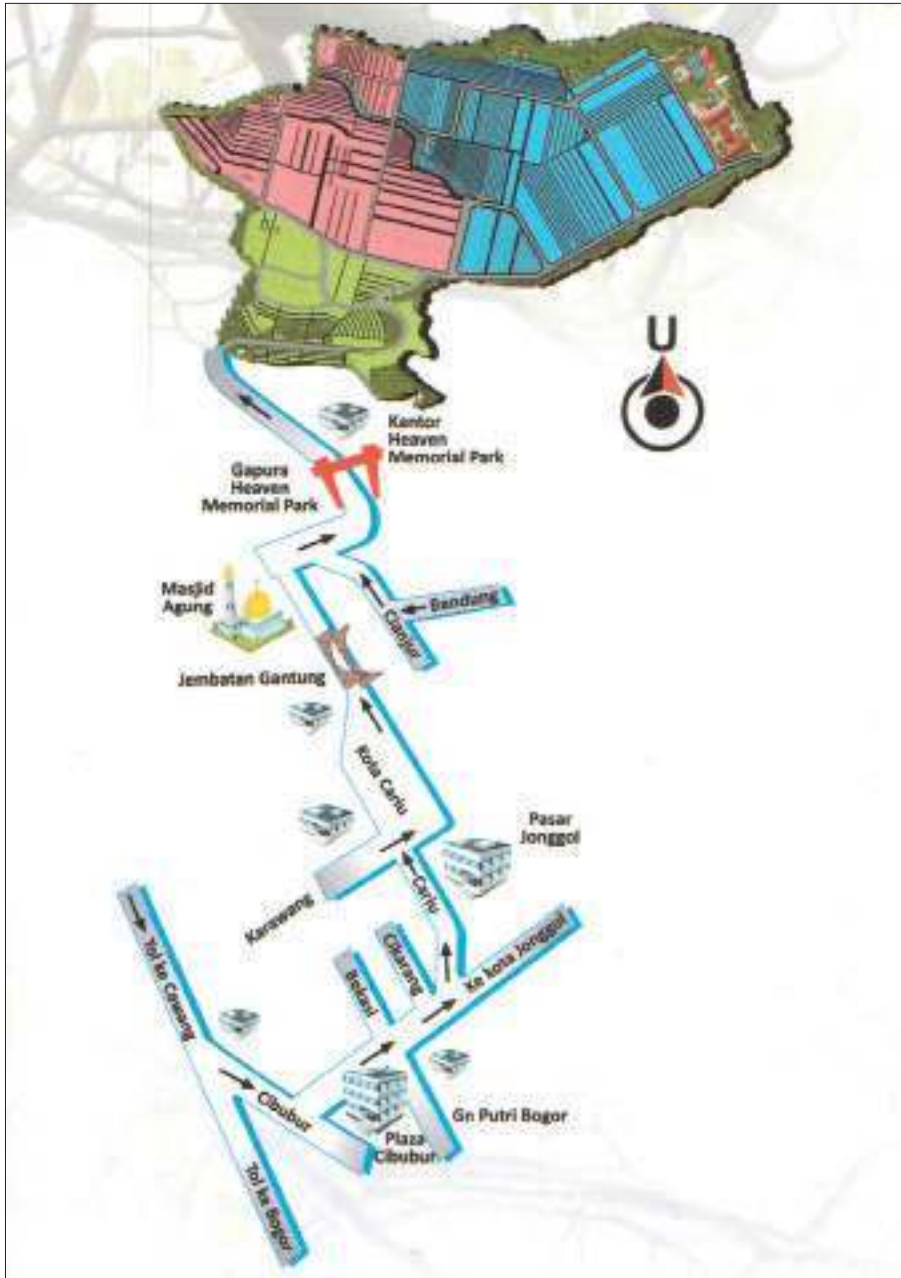 U
Kantor
Heaven
Memorial Park
Gapura
Heaven
Memorial Park
Masjid
Agung
Bandang
Cianjur
Jembatan Gantung
Kota Cariu
Pasar
Jonggol
Cariu
Karawang
Cikarang
Bekasi
Ke kota Jonggol
Tol ke Cawang
Cibubur
Gn Putri Bogor
Plaza
Cibubur
Tol ke Bogor